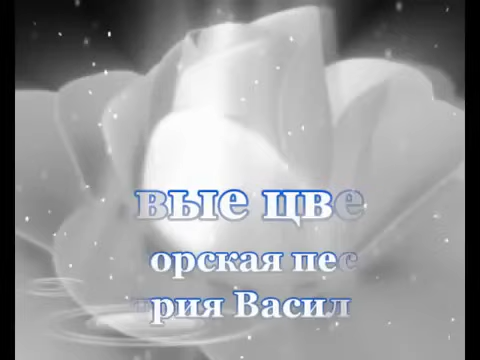 вые цве
орская пес
рия Васил